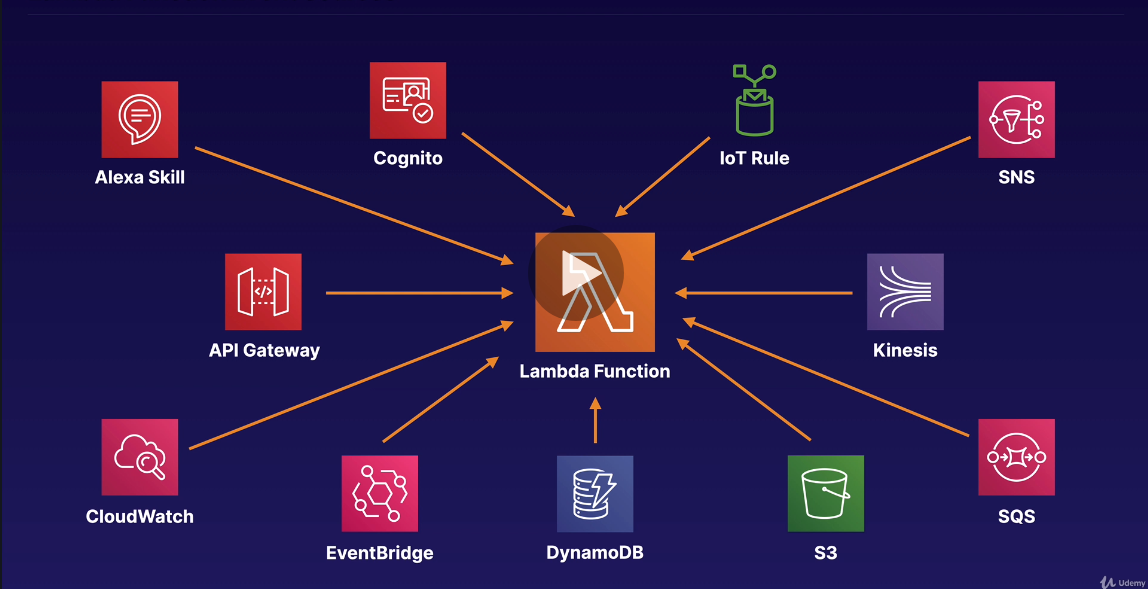 Cognito
IoT Rule
Alexa Skill
SNS
</>
API Gateway
Kinesis
Lambda Function
CloudWatch
SQS
EventBridge
DynamoDB
S3
Udemy